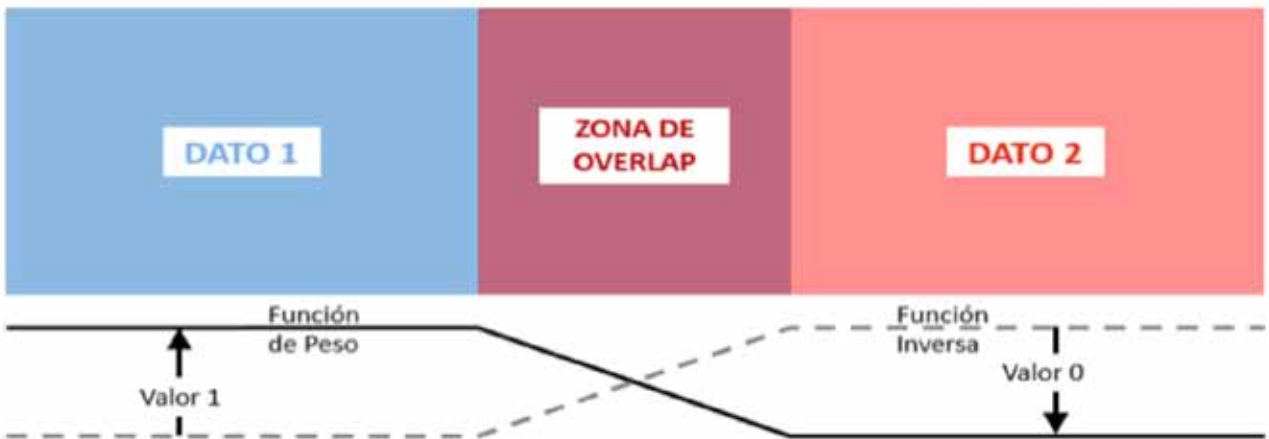 DATO 1
ZONA DE
OVERLAP
DATO 2
Función
de Peso
Valor 1
Función
Inversa
Valor 0